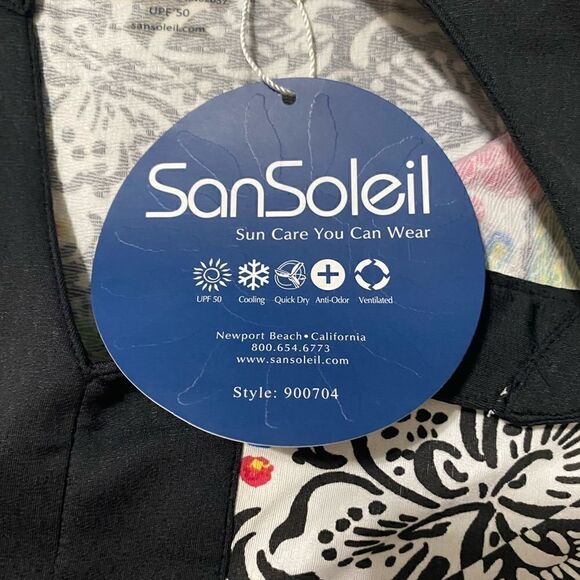 UPF 50
sansoleil.com
SanSoleil
Sun Care You Can Wear
UPF 50 Cooling Quick Dry Anti-Odor Ventilated
Newport Beach • California
800.654.6773
www.sansoleil.com
Style: 900704